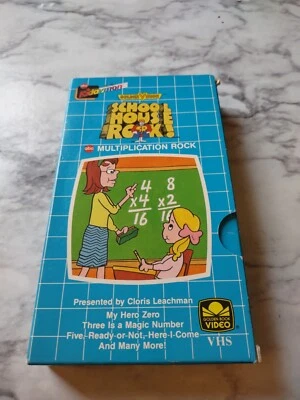 SCHOOL
HOUSE
ROCK!
abc MULTIPLICATION ROCK
4 8
x4 x2
16 16
Presented by Cloris Leachman
My Hero Zero
Three Is a Magic Number
Five, Ready or Not, Here I Come
And Many More!
GOLDEN BOOK
VIDEO
VHS